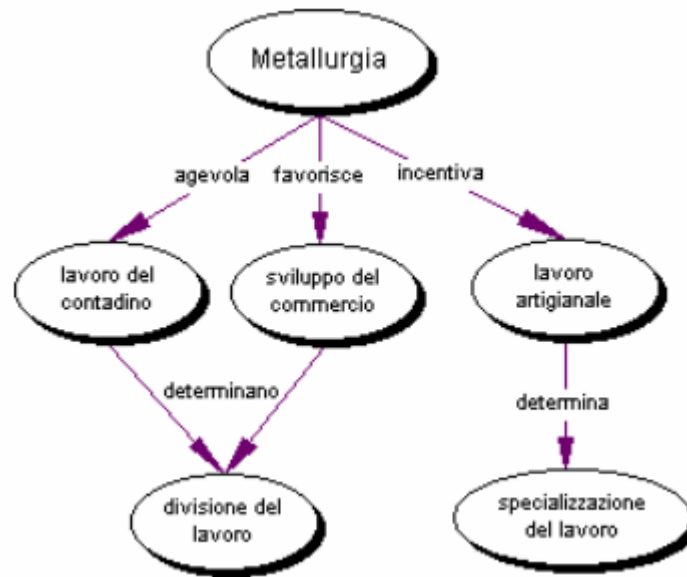 Metallurgia
agevola
favorisce
incentiva
lavoro del
contadino
sviluppo del
commercio
lavoro
artigianale
determinano
determina
divisione del
lavoro
specializzazione
del lavoro